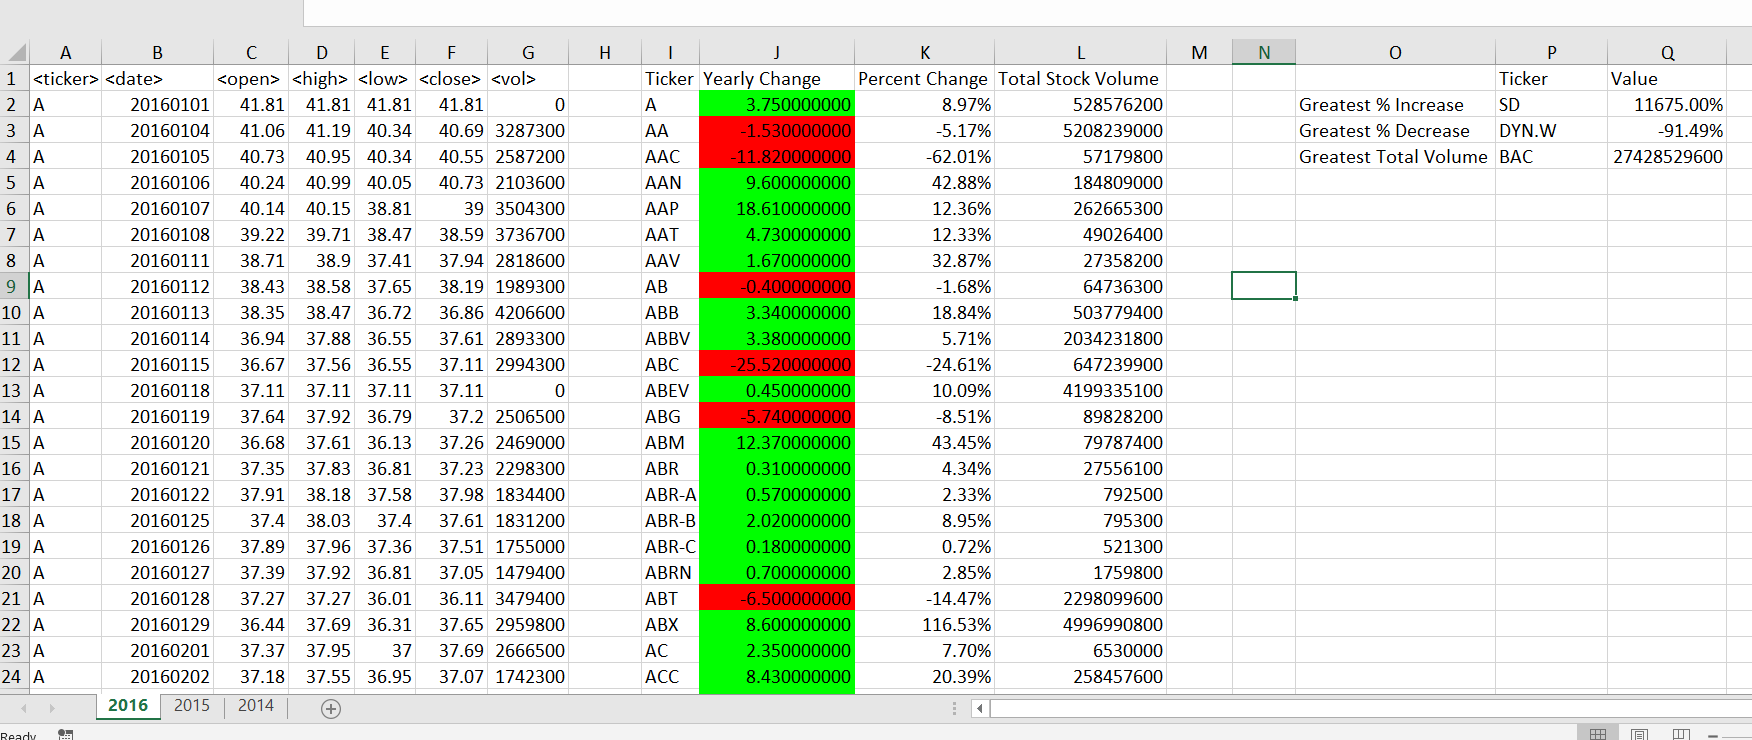 A B C D E F G H I J K L M N O P Q
1 <ticker> <date> <open> <high> <low> <close> <vol> Ticker Yearly Change Percent Change Total Stock Volume Ticker Value
2 A 20160101 41.81 41.81 41.81 41.81 0 A 3.750000000 8.97% 528576200 Greatest % Increase SD 11675.00%
3 A 20160104 41.06 41.19 40.34 40.69 3287300 AA -1.530000000 -5.17% 5208239000 Greatest % Decrease DYN.W -91.49%
4 A 20160105 40.73 40.95 40.34 40.55 2587200 AAC -11.820000000 -62.01% 57179800 Greatest Total Volume BAC 27428529600
5 A 20160106 40.24 40.99 40.05 40.73 2103600 AAN 9.600000000 42.88% 184809000
6 A 20160107 40.14 40.15 38.81 39 3504300 AAP 18.610000000 12.36% 262665300
7 A 20160108 39.22 39.71 38.47 38.59 3736700 AAT 4.730000000 12.33% 49026400
8 A 20160111 38.71 38.9 37.41 37.94 2818600 AAV 1.670000000 32.87% 27358200
9 A 20160112 38.43 38.58 37.65 38.19 1989300 AB -0.400000000 -1.68% 64736300
10 A 20160113 38.35 38.47 36.72 36.86 4206600 ABB 3.340000000 18.84% 503779400
11 A 20160114 36.94 37.88 36.55 37.61 2893300 ABBV 3.380000000 5.71% 2034231800
12 A 20160115 36.67 37.56 36.55 37.11 2994300 ABC -25.520000000 -24.61% 647239900
13 A 20160118 37.11 37.11 37.11 37.11 0 ABEV 0.450000000 10.09% 4199335100
14 A 20160119 37.64 37.92 36.79 37.2 2506500 ABG -5.740000000 -8.51% 89828200
15 A 20160120 36.68 37.61 36.13 37.26 2469000 ABM 12.370000000 43.45% 79787400
16 A 20160121 37.35 37.83 36.81 37.23 2298300 ABR 0.310000000 4.34% 27556100
17 A 20160122 37.91 38.18 37.58 37.98 1834400 ABR-A 0.570000000 2.33% 792500
18 A 20160125 37.4 38.03 37.4 37.61 1831200 ABR-B 2.020000000 8.95% 795300
19 A 20160126 37.89 37.96 37.36 37.51 1755000 ABR-C 0.180000000 0.72% 521300
20 A 20160127 37.39 37.92 36.81 37.05 1479400 ABRN 0.700000000 2.85% 1759800
21 A 20160128 37.27 37.27 36.01 36.11 3479400 ABT -6.500000000 -14.47% 2298099600
22 A 20160129 36.44 37.69 36.31 37.65 2959800 ABX 8.600000000 116.53% 4996990800
23 A 20160201 37.37 37.95 37 37.69 2666500 AC 2.350000000 7.70% 6530000
24 A 20160202 37.18 37.55 36.95 37.07 1742300 ACC 8.430000000 20.39% 258457600
2016 2015 2014
Ready